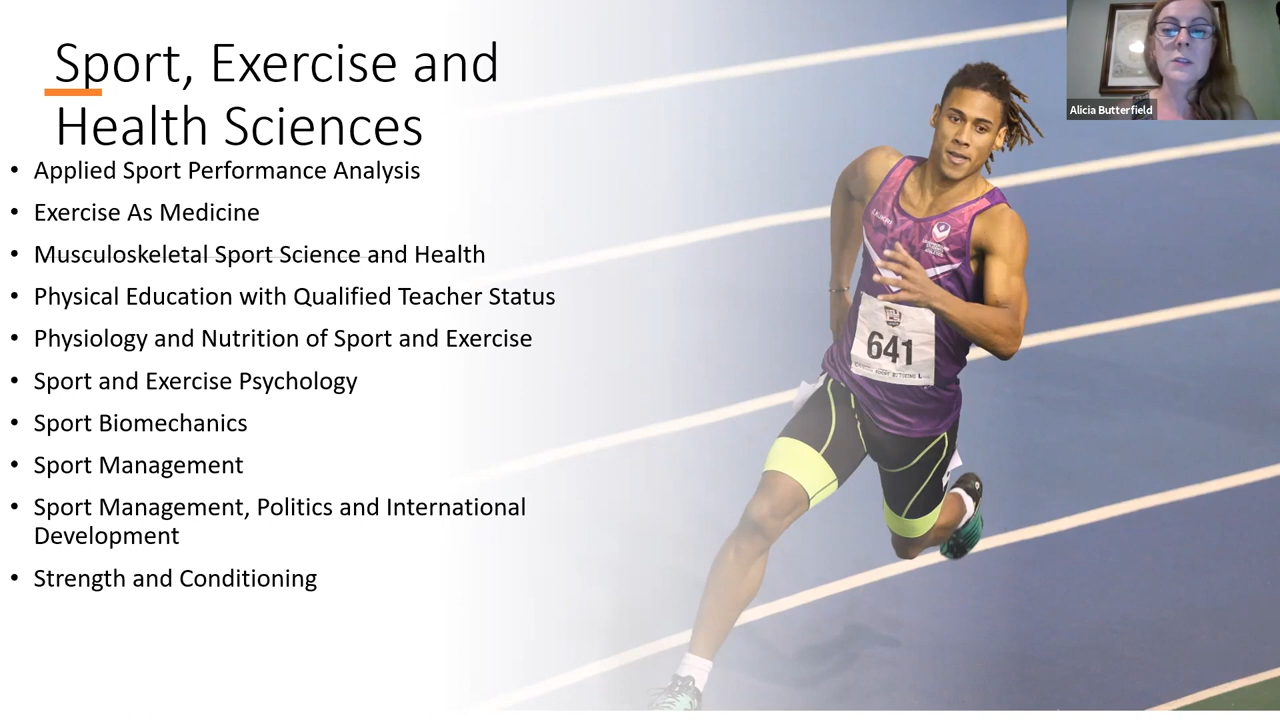 Sport, Exercise and
Health Sciences
• Applied Sport Performance Analysis
• Exercise As Medicine
• Musculoskeletal Sport Science and Health
• Physical Education with Qualified Teacher Status
• Physiology and Nutrition of Sport and Exercise
• Sport and Exercise Psychology
• Sport Biomechanics
• Sport Management
• Sport Management, Politics and International
Development
• Strength and Conditioning
Alicia Butterfield
641